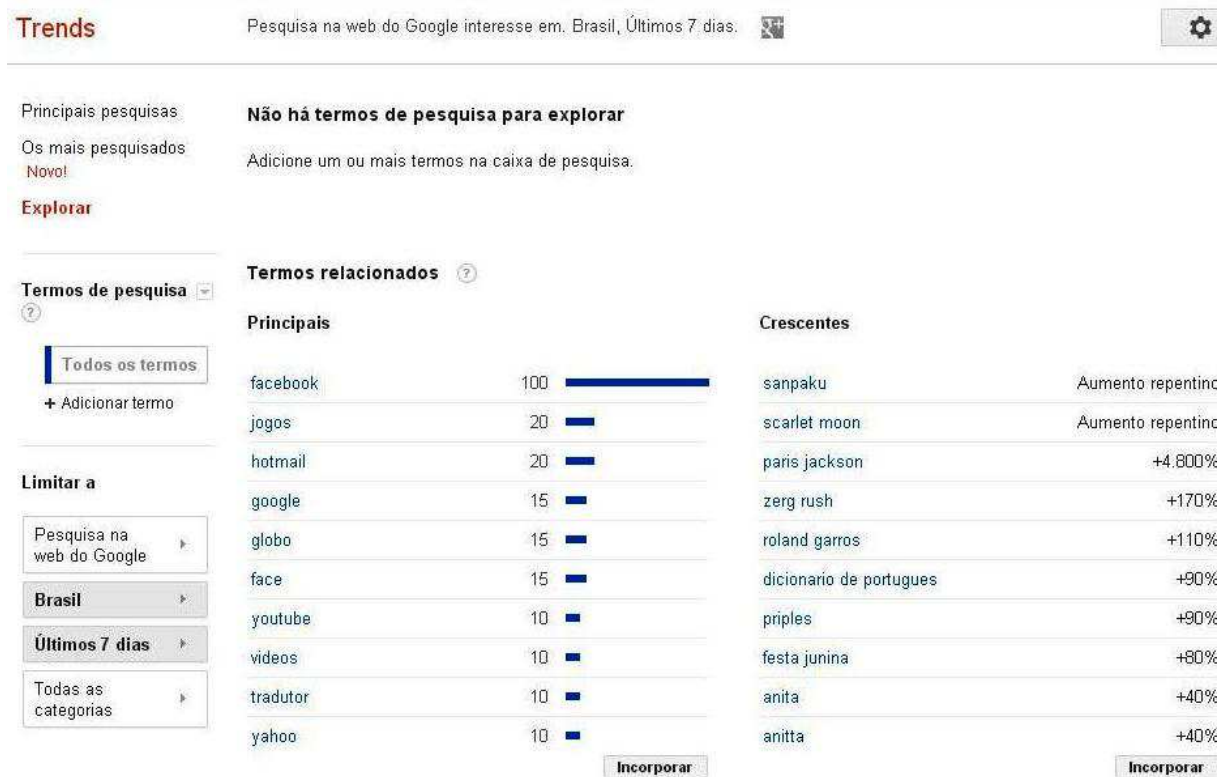 Trends
Pesquisa na web do Google interesse em. Brasil, Últimos 7 dias.
Principais pesquisas
Os mais pesquisados
Novo!
Explorar
Termos de pesquisa
?
Todos os termos
+ Adicionar termo
Limitar a
Pesquisa na
web do Google
Brasil
Últimos 7 dias
Todas as
categorias
Não há termos de pesquisa para explorar
Adicione um ou mais termos na caixa de pesquisa.
Termos relacionados ?
Principais
facebook 100
jogos 20
hotmail 20
google 15
globo 15
face 15
youtube 10
videos 10
tradutor 10
yahoo 10
Incorporar
Crescentes
sanpaku Aumento repentino
scarlet moon Aumento repentino
paris jackson +4.800%
zerg rush +170%
roland garros +110%
dicionario de portugues +90%
priples +90%
festa junina +80%
anita +40%
anitta +40%
Incorporar